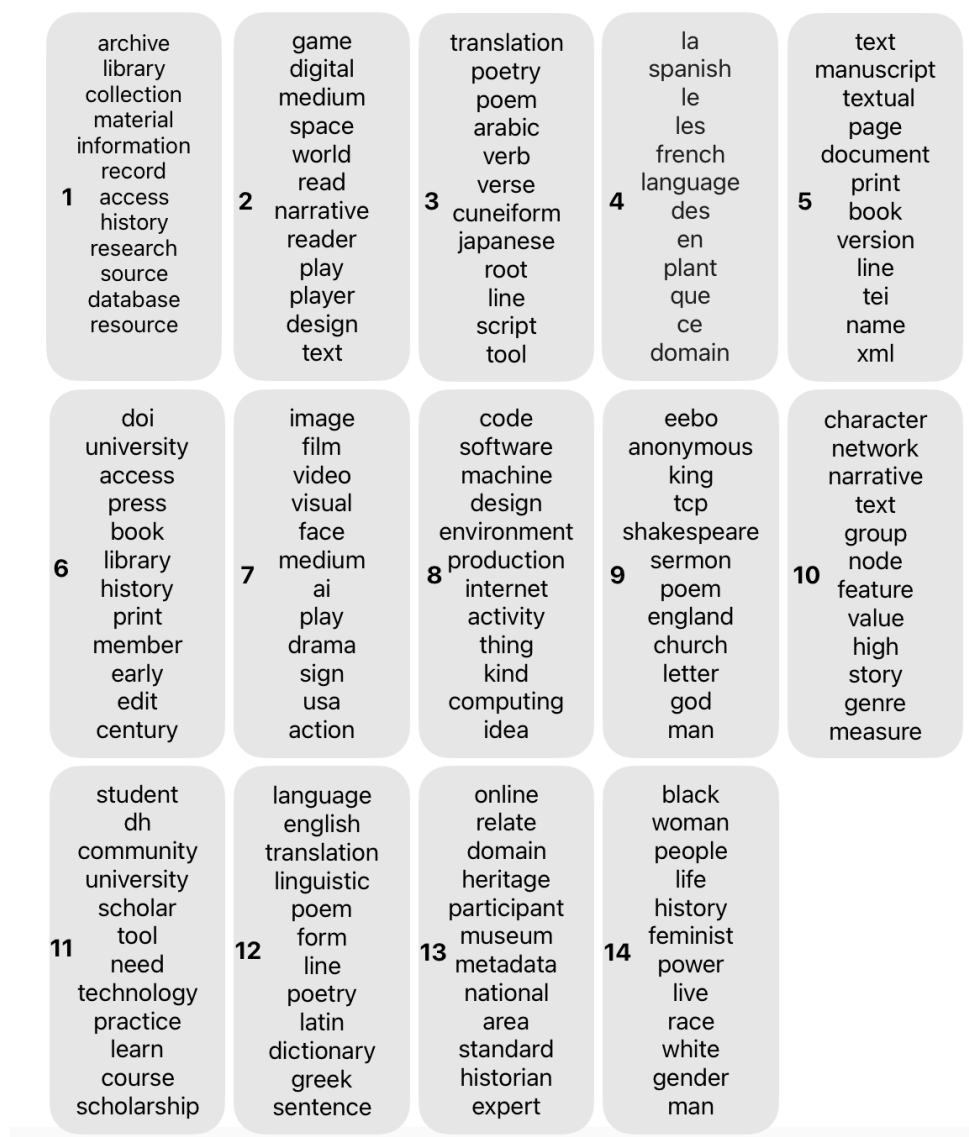 1
archive
library
collection
material
information
record
access
history
research
source
database
resource
2
game
digital
medium
space
world
read
narrative
reader
play
player
design
text
3
translation
poetry
poem
arabic
verb
verse
cuneiform
japanese
root
line
script
tool
4
la
spanish
le
les
french
language
des
en
plant
que
ce
domain
5
text
manuscript
textual
page
document
print
book
version
line
tei
name
xml
6
doi
university
access
press
book
library
history
print
member
early
edit
century
7
image
film
video
visual
face
medium
ai
play
drama
sign
usa
action
8
code
software
machine
design
environment
production
internet
activity
thing
kind
computing
idea
9
eebo
anonymous
king
tcp
shakespeare
sermon
poem
england
church
letter
god
man
10
character
network
narrative
text
group
node
feature
value
high
story
genre
measure
11
student
dh
community
university
scholar
tool
need
technology
practice
learn
course
scholarship
12
language
english
translation
linguistic
poem
form
line
poetry
latin
dictionary
greek
sentence
13
online
relate
domain
heritage
participant
museum
metadata
national
area
standard
historian
expert
14
black
woman
people
life
history
feminist
power
live
race
white
gender
man